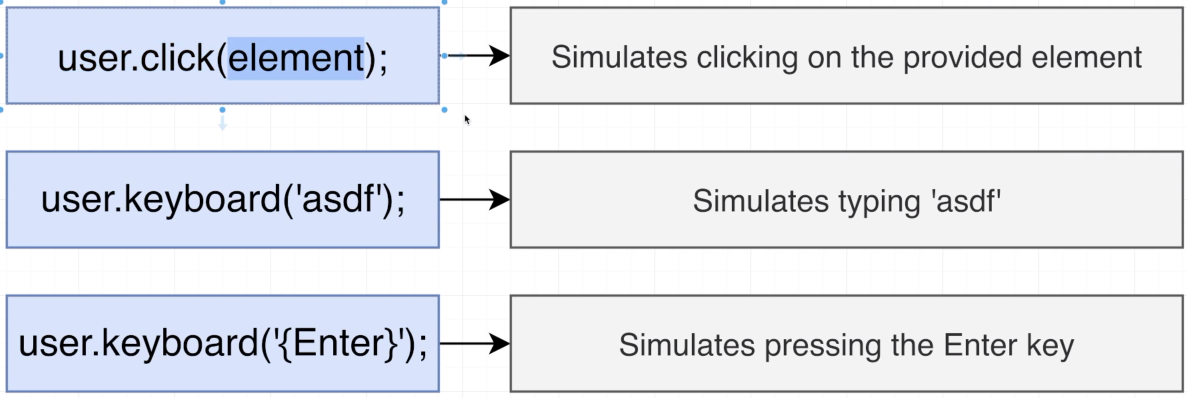 user.click(element);
Simulates clicking on the provided element
user.keyboard('asdf');
Simulates typing 'asdf'
user.keyboard('{Enter}');
Simulates pressing the Enter key